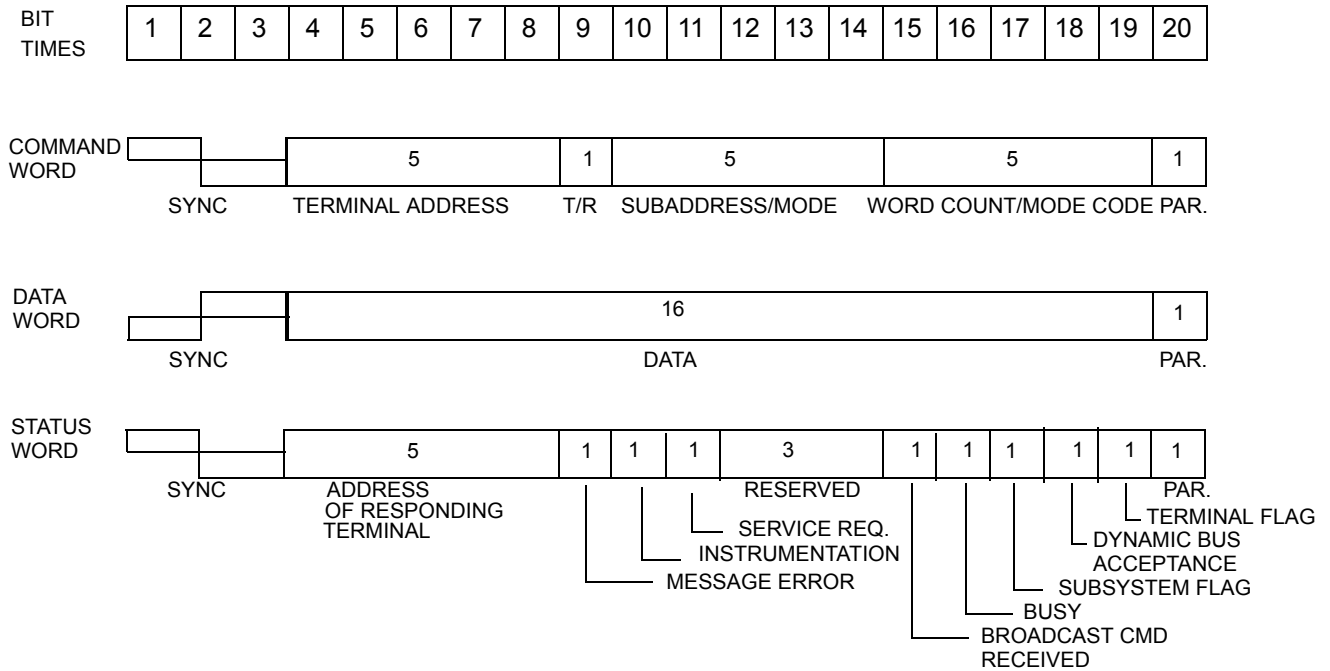 BIT
TIMES
1 2 3 4 5 6 7 8 9 10 11 12 13 14 15 16 17 18 19 20
COMMAND
WORD
5 1 5 5 1
SYNC TERMINAL ADDRESS T/R SUBADDRESS/MODE WORD COUNT/MODE CODE PAR.
DATA
WORD
16 1
SYNC DATA PAR.
STATUS
WORD
5 1 1 1 3 1 1 1 1 1 1
SYNC ADDRESS RESERVED PAR.
OF RESPONDING
TERMINAL
TERMINAL FLAG
SERVICE REQ.
DYNAMIC BUS
ACCEPTANCE
INSTRUMENTATION
MESSAGE ERROR
SUBSYSTEM FLAG
BUSY
BROADCAST CMD
RECEIVED